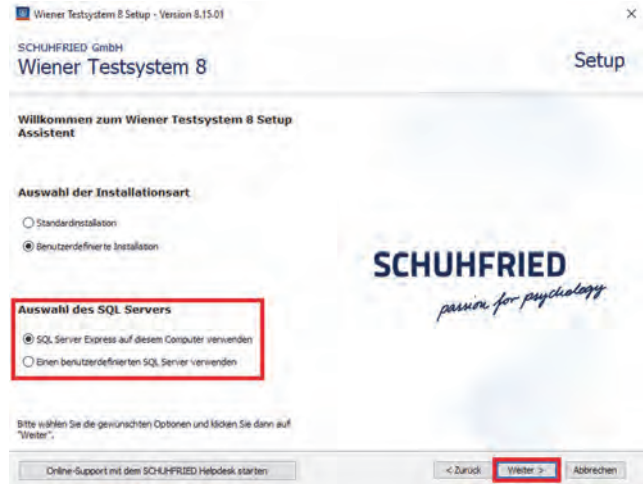 Wiener Testsystem 8 Setup - Version 8.15.01
SCHUHFRIED GmbH
Wiener Testsystem 8
Setup
Willkommen zum Wiener Testsystem 8 Setup
Assistent
Auswahl der Installationsart
Standardinstallation
Benutzerdefinierte Installation
SCHUHFRIED
passion for psychology
Auswahl des SQL Servers
SQL Server Express auf diesem Computer verwenden
Einen benutzerdefinierten SQL Server verwenden
Bitte wählen Sie die gewünschten Optionen und klicken Sie dann auf
"Weiter".
Online-Support mit dem SCHUHFRIED Helpdesk starten
< Zurück
Weiter >
Abbrechen